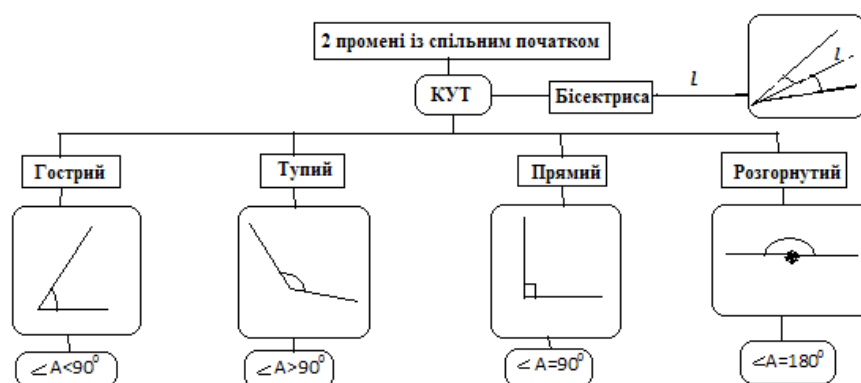 2 промені із спільним початком
КУТ
Бісектриса
l
l
Гострий
Тупий
Прямий
Розгорнутий
∠A<90⁰
∠A>90⁰
∠A=90⁰
∠A=180⁰